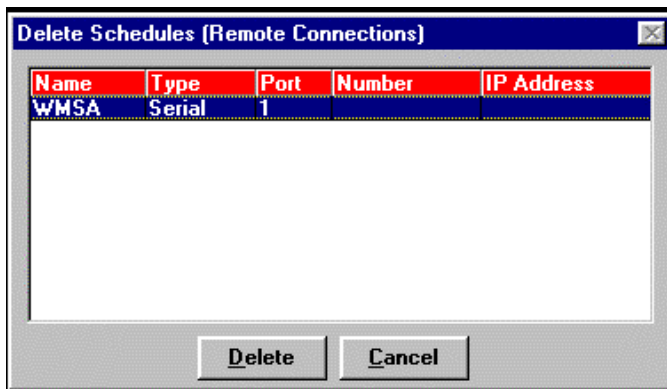 Delete Schedules (Remote Connections)
Name Type Port Number IP Address
WMSA Serial 1
Delete Cancel